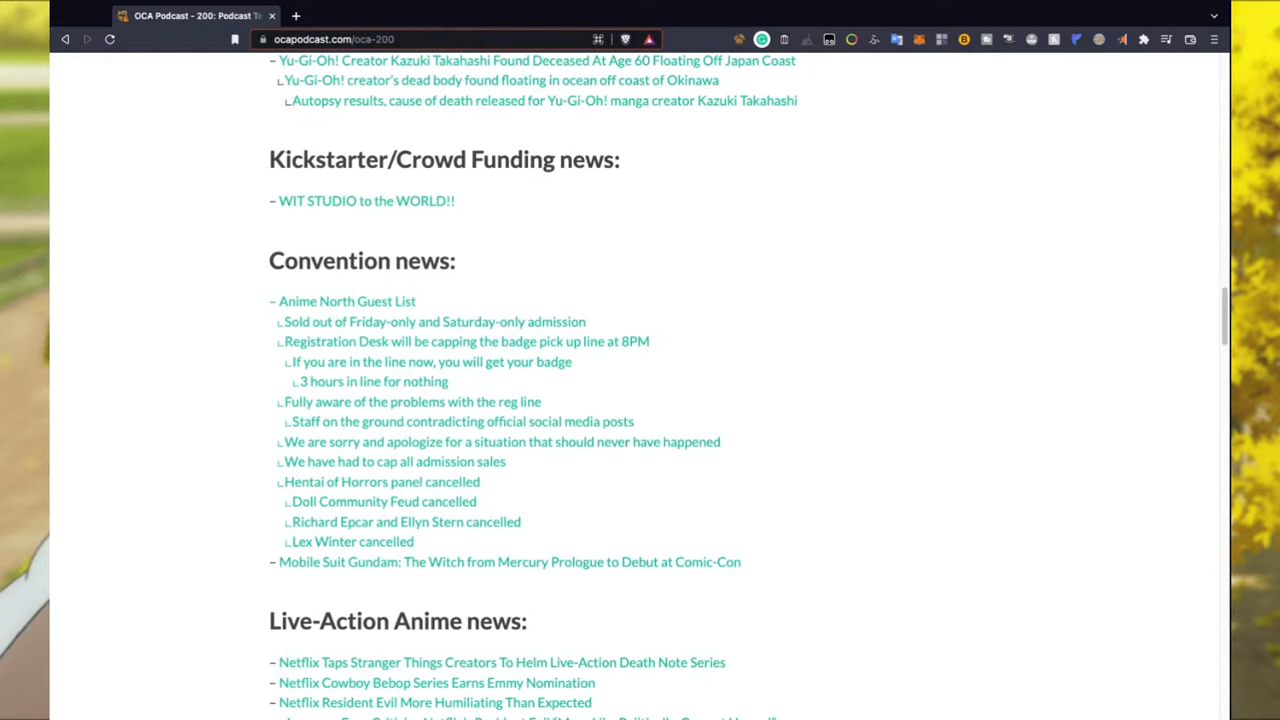 OCA Podcast - 200: Podcast Te
ocapodcast.com/oca-200
– Yu-Gi-Oh! Creator Kazuki Takahashi Found Deceased At Age 60 Floating Off Japan Coast
Yu-Gi-Oh! creator's dead body found floating in ocean off coast of Okinawa
Autopsy results, cause of death released for Yu-Gi-Oh! manga creator Kazuki Takahashi
Kickstarter/Crowd Funding news:
– WIT STUDIO to the WORLD!!
Convention news:
– Anime North Guest List
Sold out of Friday-only and Saturday-only admission
Registration Desk will be capping the badge pick up line at 8PM
If you are in the line now, you will get your badge
3 hours in line for nothing
Fully aware of the problems with the reg line
Staff on the ground contradicting official social media posts
We are sorry and apologize for a situation that should never have happened
We have had to cap all admission sales
Hentai of Horrors panel cancelled
Doll Community Feud cancelled
Richard Epcar and Ellyn Stern cancelled
Lex Winter cancelled
– Mobile Suit Gundam: The Witch from Mercury Prologue to Debut at Comic-Con
Live-Action Anime news:
– Netflix Taps Stranger Things Creators To Helm Live-Action Death Note Series
– Netflix Cowboy Bebop Series Earns Emmy Nomination
– Netflix Resident Evil More Humiliating Than Expected